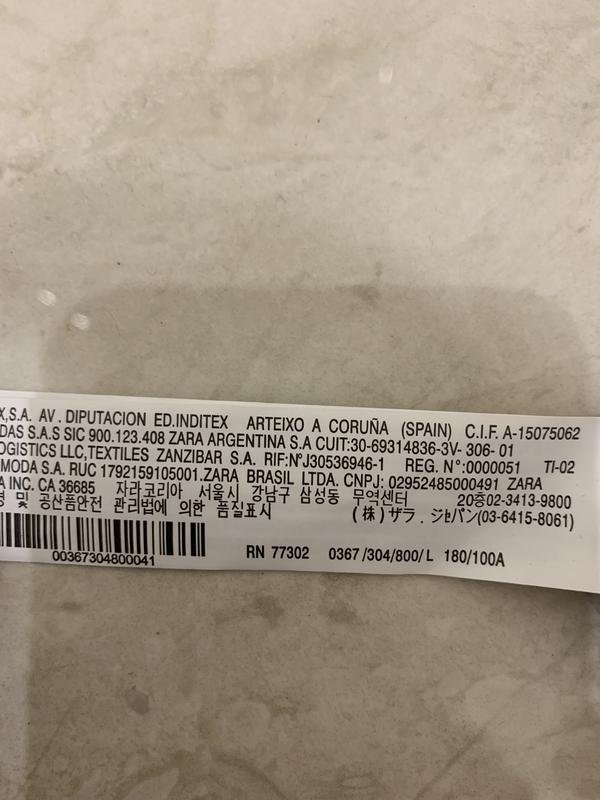 X,S.A. AV. DIPUTACION ED.INDITEX ARTEIXO A CORUÑA (SPAIN) C.I.F. A-15075062
DAS S.A.S SIC 900.123.408 ZARA ARGENTINA S.A CUIT:30-69314836-3V- 306- 01
OGISTICS LLC,TEXTILES ZANZIBAR S.A. RIF:NºJ30536946-1 REG. Nº:0000051 TI-02
MODA S.A. RUC 1792159105001.ZARA BRASIL LTDA. CNPJ: 02952485000491 ZARA
A INC. CA 36685 자라코리아 서울시 강남구 삼성동 무역센터 20층02-3413-9800
및 공산품안전 관리법에 의한 품질표시 (株)ザラ.ジャパン(03-6415-8061)
00367304800041
RN 77302 0367/304/800/L 180/100A